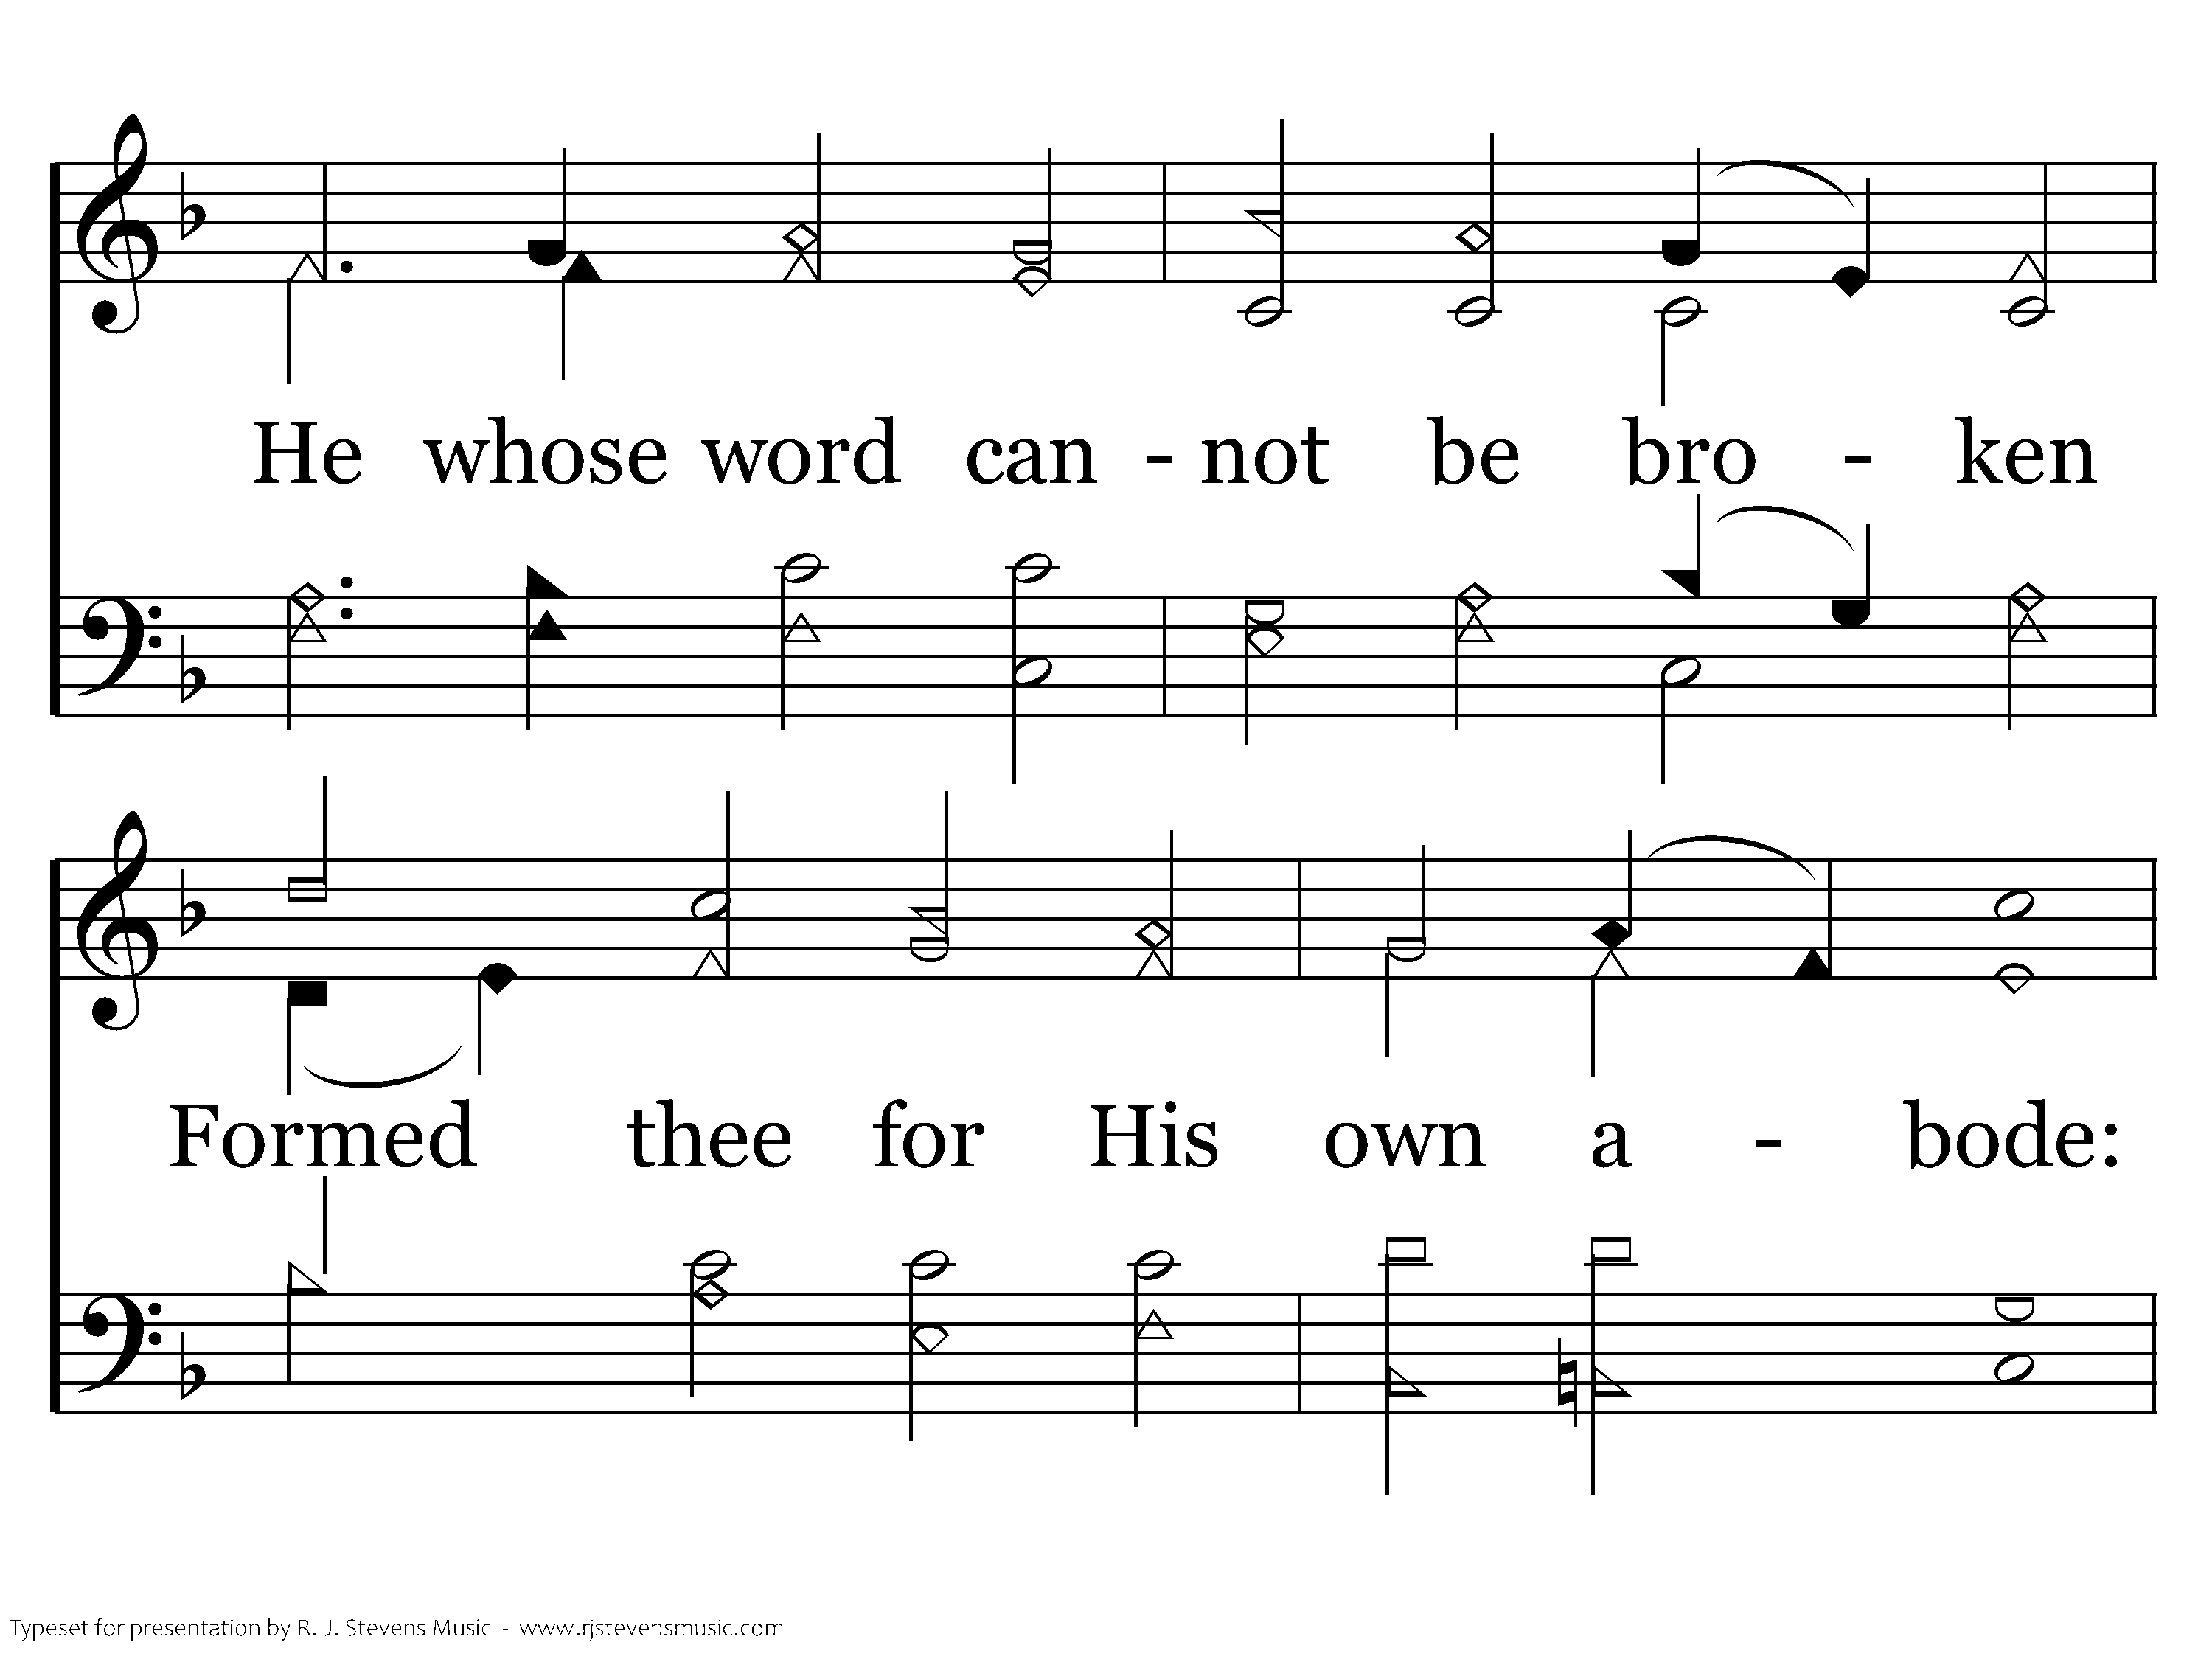 He whose word can - not be bro - ken
Formed thee for His own a - bode:
Typeset for presentation by R. J. Stevens Music - www.rjstevensmusic.com